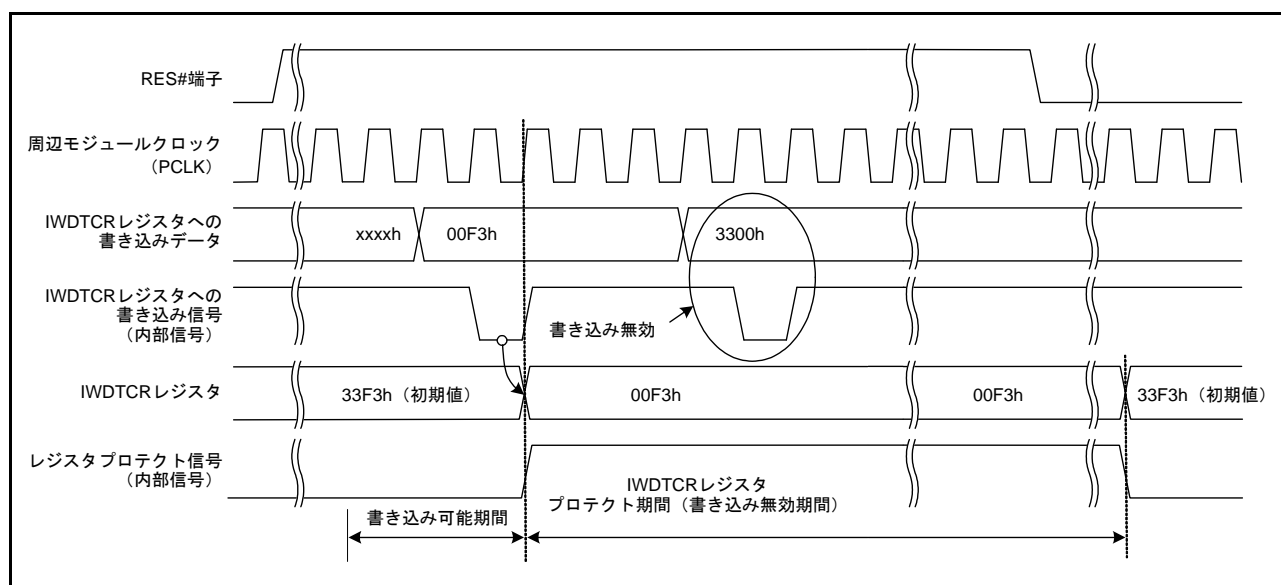 RES#端子
周辺モジュールクロック
（PCLK）
IWDTCRレジスタへの
書き込みデータ
xxxxh
00F3h
3300h
IWDTCRレジスタへの
書き込み信号
（内部信号）
書き込み無効
IWDTCRレジスタ
33F3h（初期値）
00F3h
00F3h
33F3h（初期値）
レジスタプロテクト信号
（内部信号）
IWDTCRレジスタ
プロテクト期間（書き込み無効期間）
書き込み可能期間